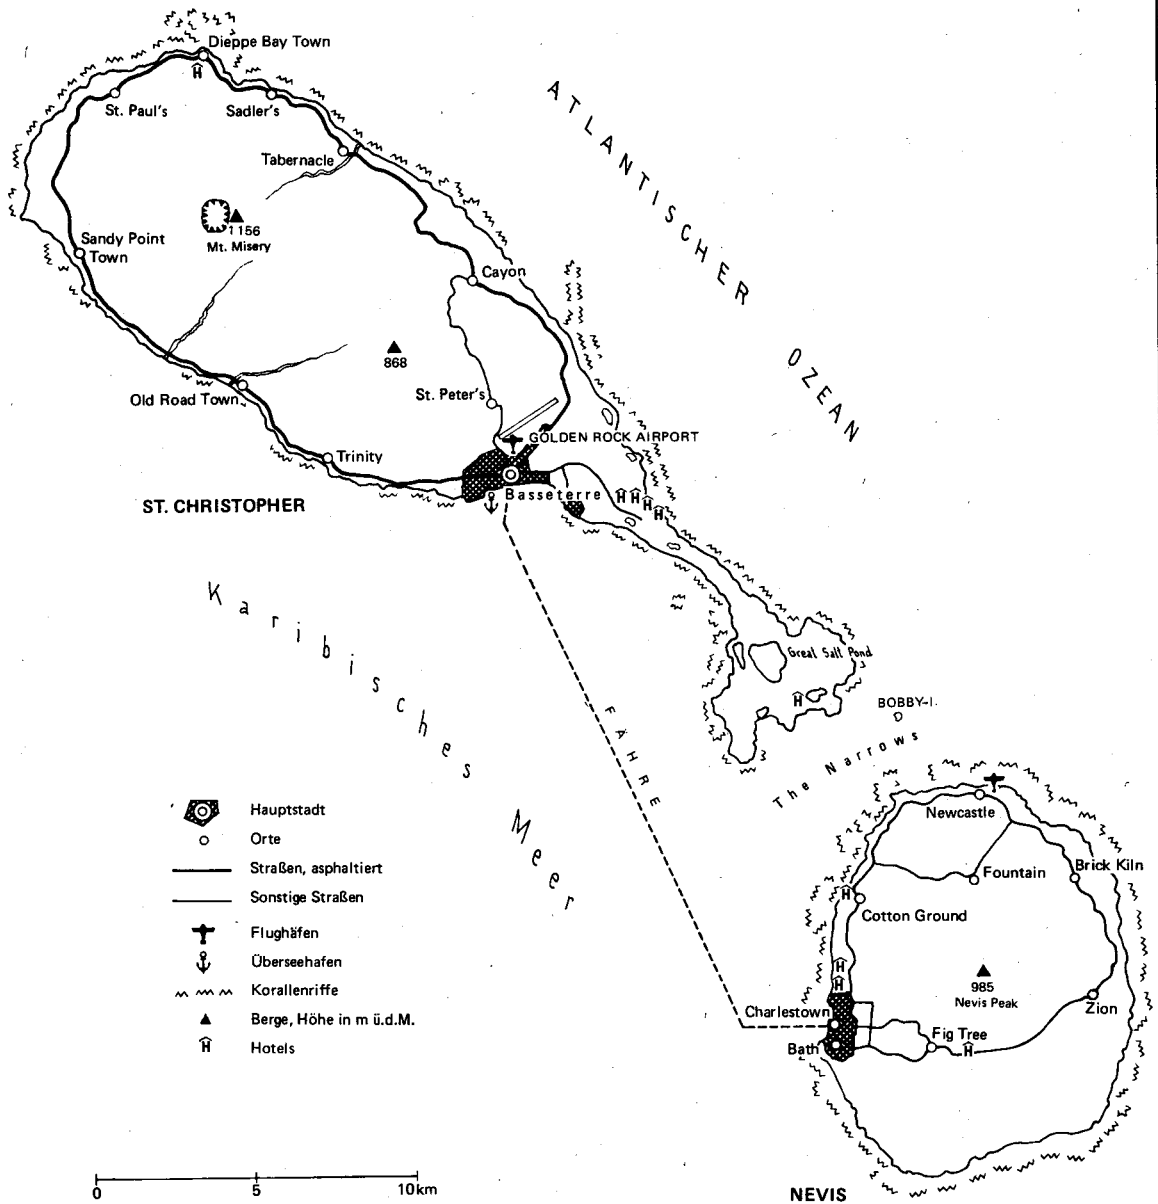 Dieppe Bay Town
Ĥ
St. Paul's
Sadler's
Tabernacle
ATLANTISCHER
OZEAN
1156
Mt. Misery
Sandy Point
Town
Cayon
868
St. Peter's
Old Road Town
GOLDEN ROCK AIRPORT
Trinity
Basseterre
H H H H
ST. CHRISTOPHER
Karibisches
Meer
FÄHRE
Great Salt Pond
H
BOBBY-I.
The Narrows
Newcastle
Fountain
Brick Kiln
H
Cotton Ground
H
H
985
Nevis Peak
Charlestown
Zion
Fig Tree
H
Bath
NEVIS
Hauptstadt
Orte
Straßen, asphaltiert
Sonstige Straßen
Flughäfen
Überseehafen
Korallenriffe
Berge, Höhe in m ü.d.M.
H Hotels
0 5 10km